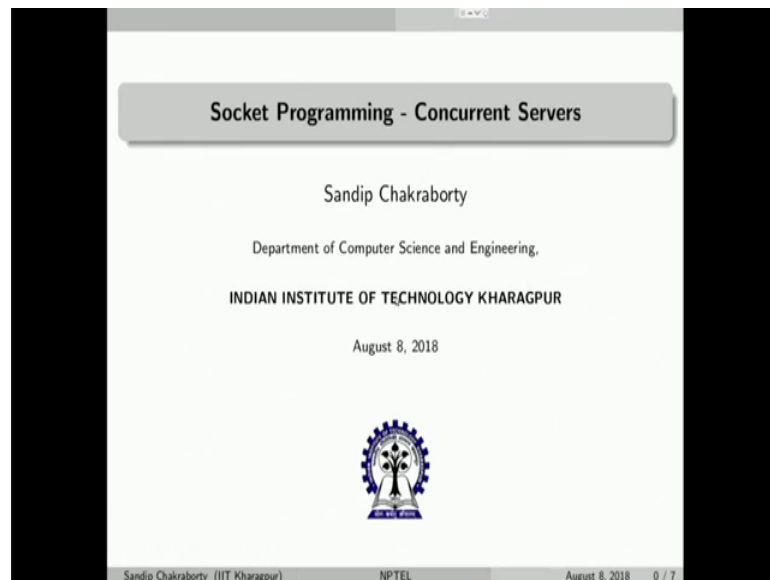 Socket Programming - Concurrent Servers
Sandip Chakraborty
Department of Computer Science and Engineering,
INDIAN INSTITUTE OF TECHNOLOGY KHARAGPUR
August 8, 2018
Sandip Chakraborty (IIT Kharagpur) NPTEL August 8, 2018 0 / 7